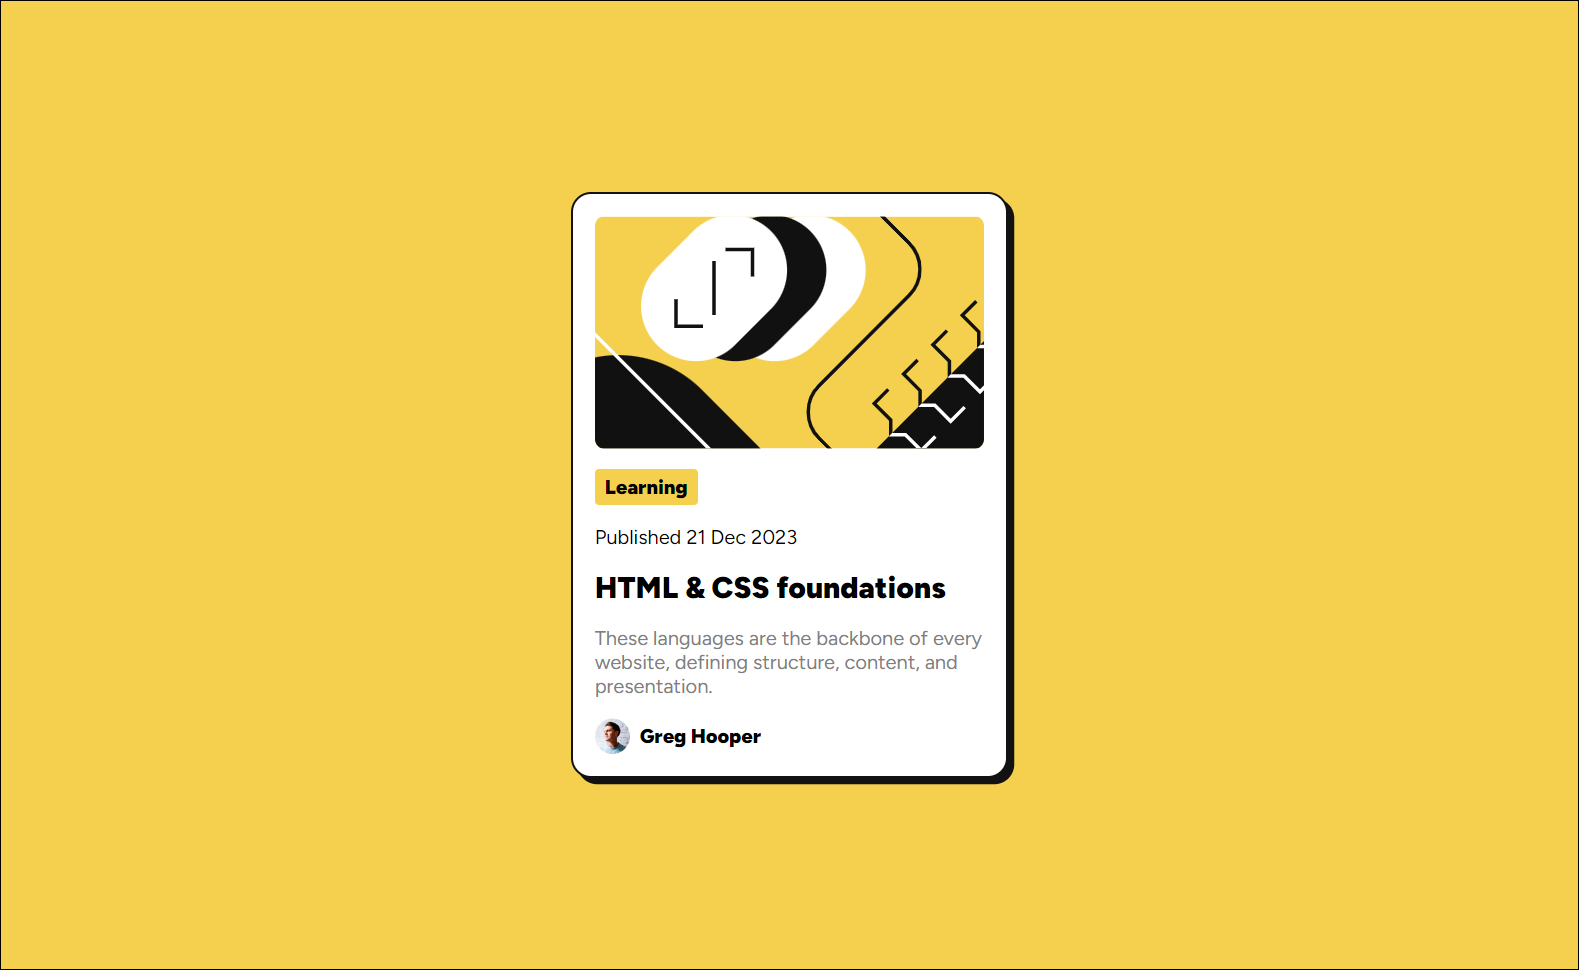 Learning
Published 21 Dec 2023
HTML & CSS foundations
These languages are the backbone of every
website, defining structure, content, and
presentation.
Greg Hooper